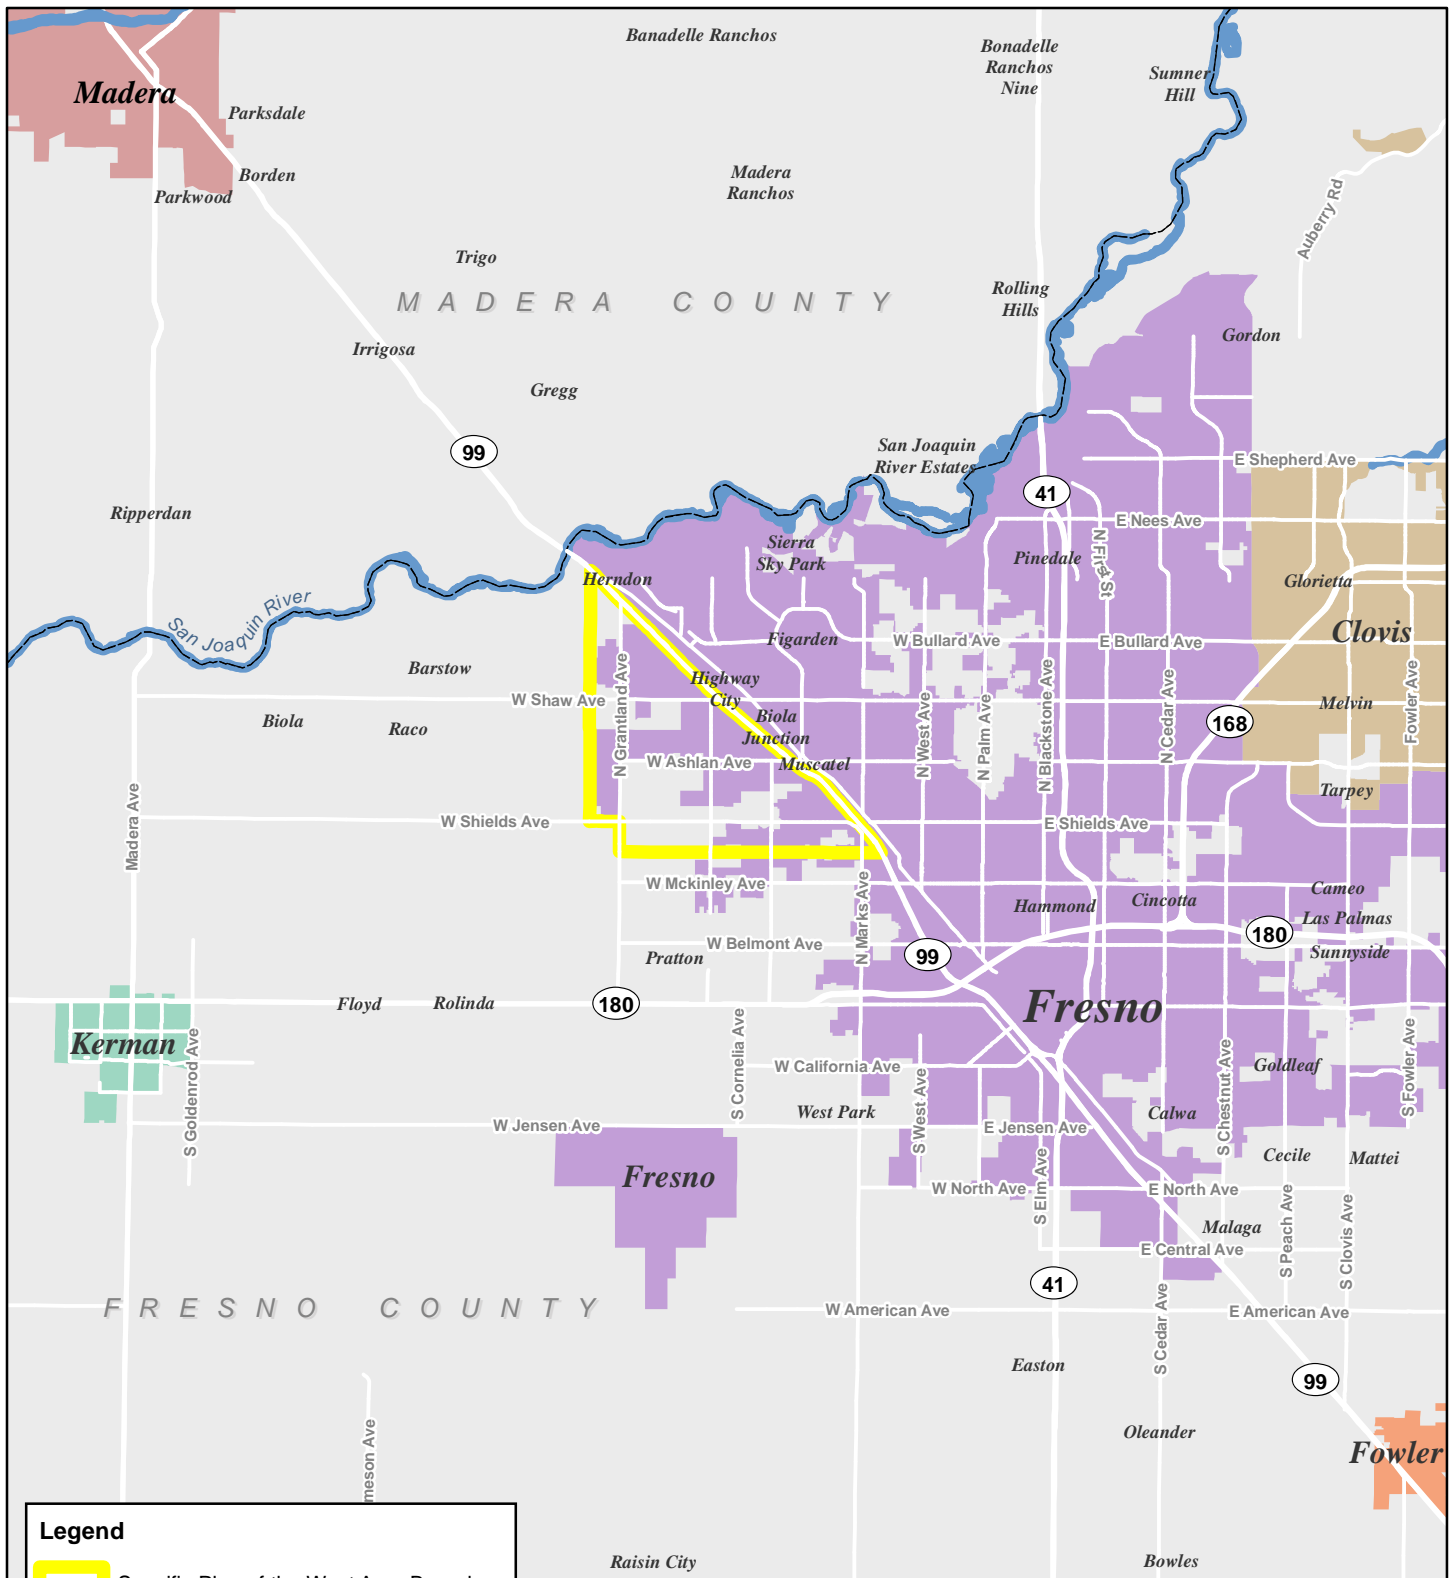 Banadelle Ranchos
Bonadelle
Ranchos
Nine
Sumner
Hill
Madera
Parksdale
Borden
Parkwood
Madera
Ranchos
Auberry Rd
Trigo
MADERA COUNTY
Rolling
Hills
Gordon
Irrigosa
Gregg
99
San Joaquin
River Estates
E Shepherd Ave
41
Ripperdan
E Nees Ave
Sierra
Sky Park
Pinedale
N First St
Herndon
Glorietta
San Joaquin River
Figarden
W Bullard Ave
E Bullard Ave
Clovis
Barstow
Highway
City
W Shaw Ave
N Grantland Ave
Biola
Raco
Biola
Junction
N West Ave
N Palm Ave
N Blackstone Ave
N Cedar Ave
Melvin
Fowler Ave
168
W Ashlan Ave
Muscatel
Tarpey
Madera Ave
W Shields Ave
E Shields Ave
W Mckinley Ave
N Marks Ave
Hammond
Cincotta
Cameo
Las Palmas
180
Sunnyside
W Belmont Ave
Pratton
99
Floyd
Rolinda
180
Fresno
Kerman
S Goldenrod Ave
S Cornelia Ave
W California Ave
S West Ave
S Chestnut Ave
Goldleaf
S Fowler Ave
West Park
Calwa
W Jensen Ave
E Jensen Ave
Cecile
Mattei
Fresno
W North Ave
S Elm Ave
E North Ave
Malaga
S Peach Ave
S Clovis Ave
E Central Ave
41
FRESNO COUNTY
W American Ave
S Cedar Ave
E American Ave
Easton
99
meson Ave
Oleander
Fowler
Legend
Raisin City
Bowles